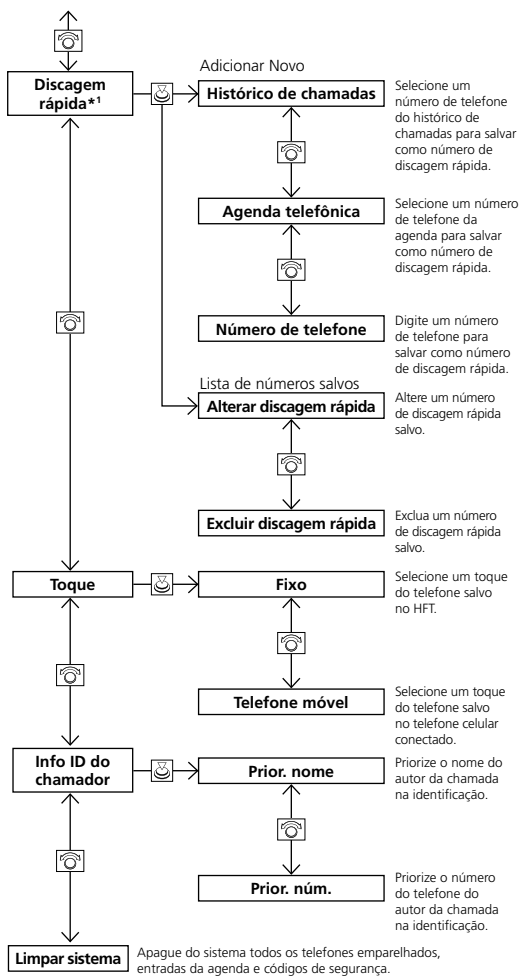 Discagem
rápida*1
Adicionar Novo
Histórico de chamadas
Selecione um
número de telefone
do histórico de
chamadas para salvar
como número de
discagem rápida.
Agenda telefônica
Selecione um número
de telefone da
agenda para salvar
como número de
discagem rápida.
Número de telefone
Digite um número
de telefone para
salvar como número
de discagem rápida.
Lista de números salvos
Alterar discagem rápida
Altere um número
de discagem rápida
salvo.
Excluir discagem rápida
Exclua um número
de discagem rápida
salvo.
Toque
Fixo
Selecione um toque
do telefone salvo
no HFT.
Telefone móvel
Selecione um toque
do telefone salvo
no telefone celular
conectado.
Info ID do
chamador
Prior. nome
Priorize o nome do
autor da chamada
na identificação.
Prior. núm.
Priorize o número
do telefone do
autor da chamada
na identificação.
Limpar sistema
Apague do sistema todos os telefones emparelhados,
entradas da agenda e códigos de segurança.